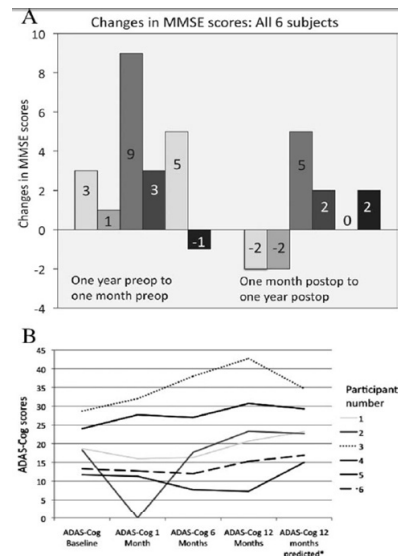 A
Changes in MMSE scores: All 6 subjects
Changes in MMSE scores
10
8
6
4
2
0
-2
-4
3
1
9
3
5
-1
-2
-2
5
2
0
2
One year preop to
one month preop
One month postop to
one year postop
B
ADAS-Cog scores
45
40
35
30
25
20
15
10
5
0
ADAS-Cog
Baseline
ADAS-Cog 1
Month
ADAS-Cog 6
Months
ADAS-Cog 12
Months
ADAS-Cog 12
months
predicted*
Participant
number
1
2
3
4
5
6